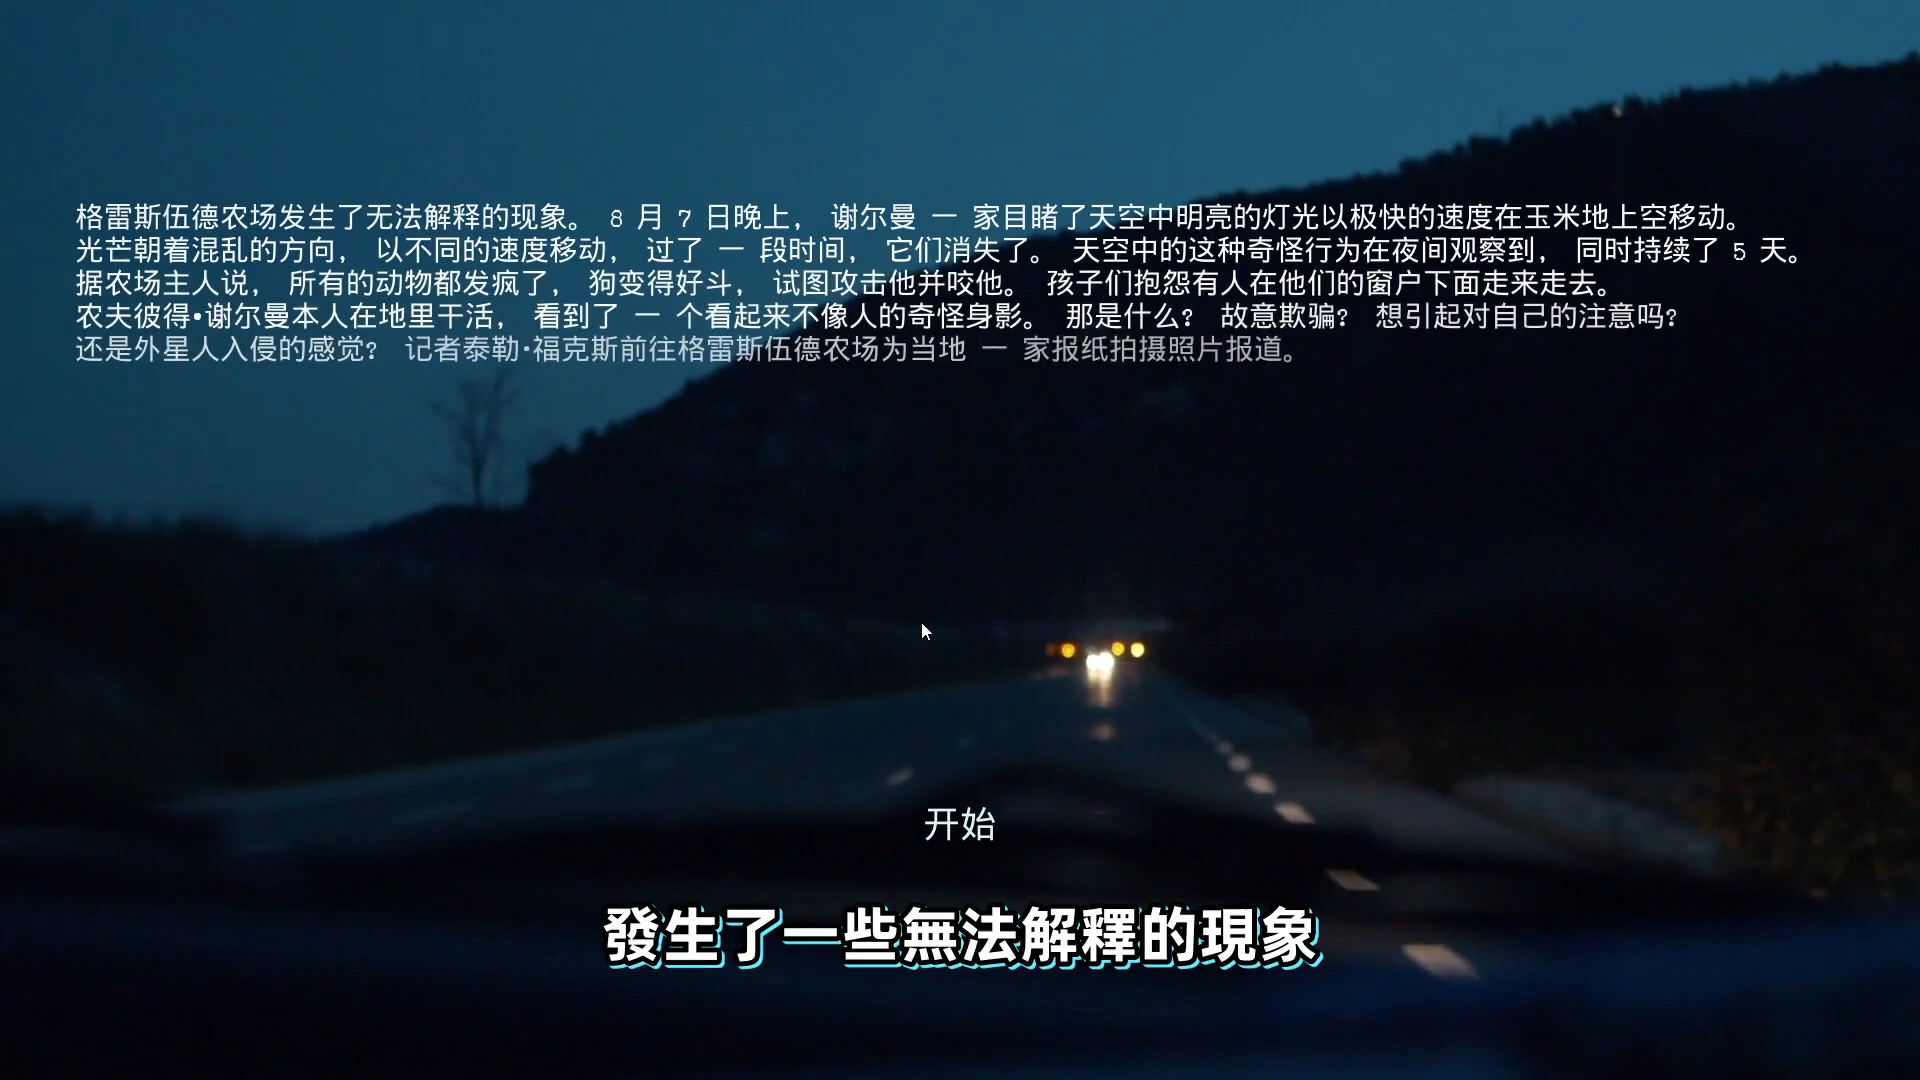 格雷斯伍德农场发生了无法解释的现象。 8 月 7 日晚上， 谢尔曼 一 家目睹了天空中明亮的灯光以极快的速度在玉米地上空移动。
光芒朝着混乱的方向， 以不同的速度移动， 过了 一 段时间， 它们消失了。 天空中的这种奇怪行为在夜间观察到， 同时持续了 5 天。
据农场主人说， 所有的动物都发疯了， 狗变得好斗， 试图攻击他并咬他。 孩子们抱怨有人在他们的窗户下面走来走去。
农夫彼得•谢尔曼本人在地里干活， 看到了 一 个看起来不像人的奇怪身影。 那是什么? 故意欺骗? 想引起对自己的注意吗?
还是外星人入侵的感觉? 记者泰勒·福克斯前往格雷斯伍德农场为当地 一 家报纸拍摄照片报道。
开始
發生了一些無法解釋的現象